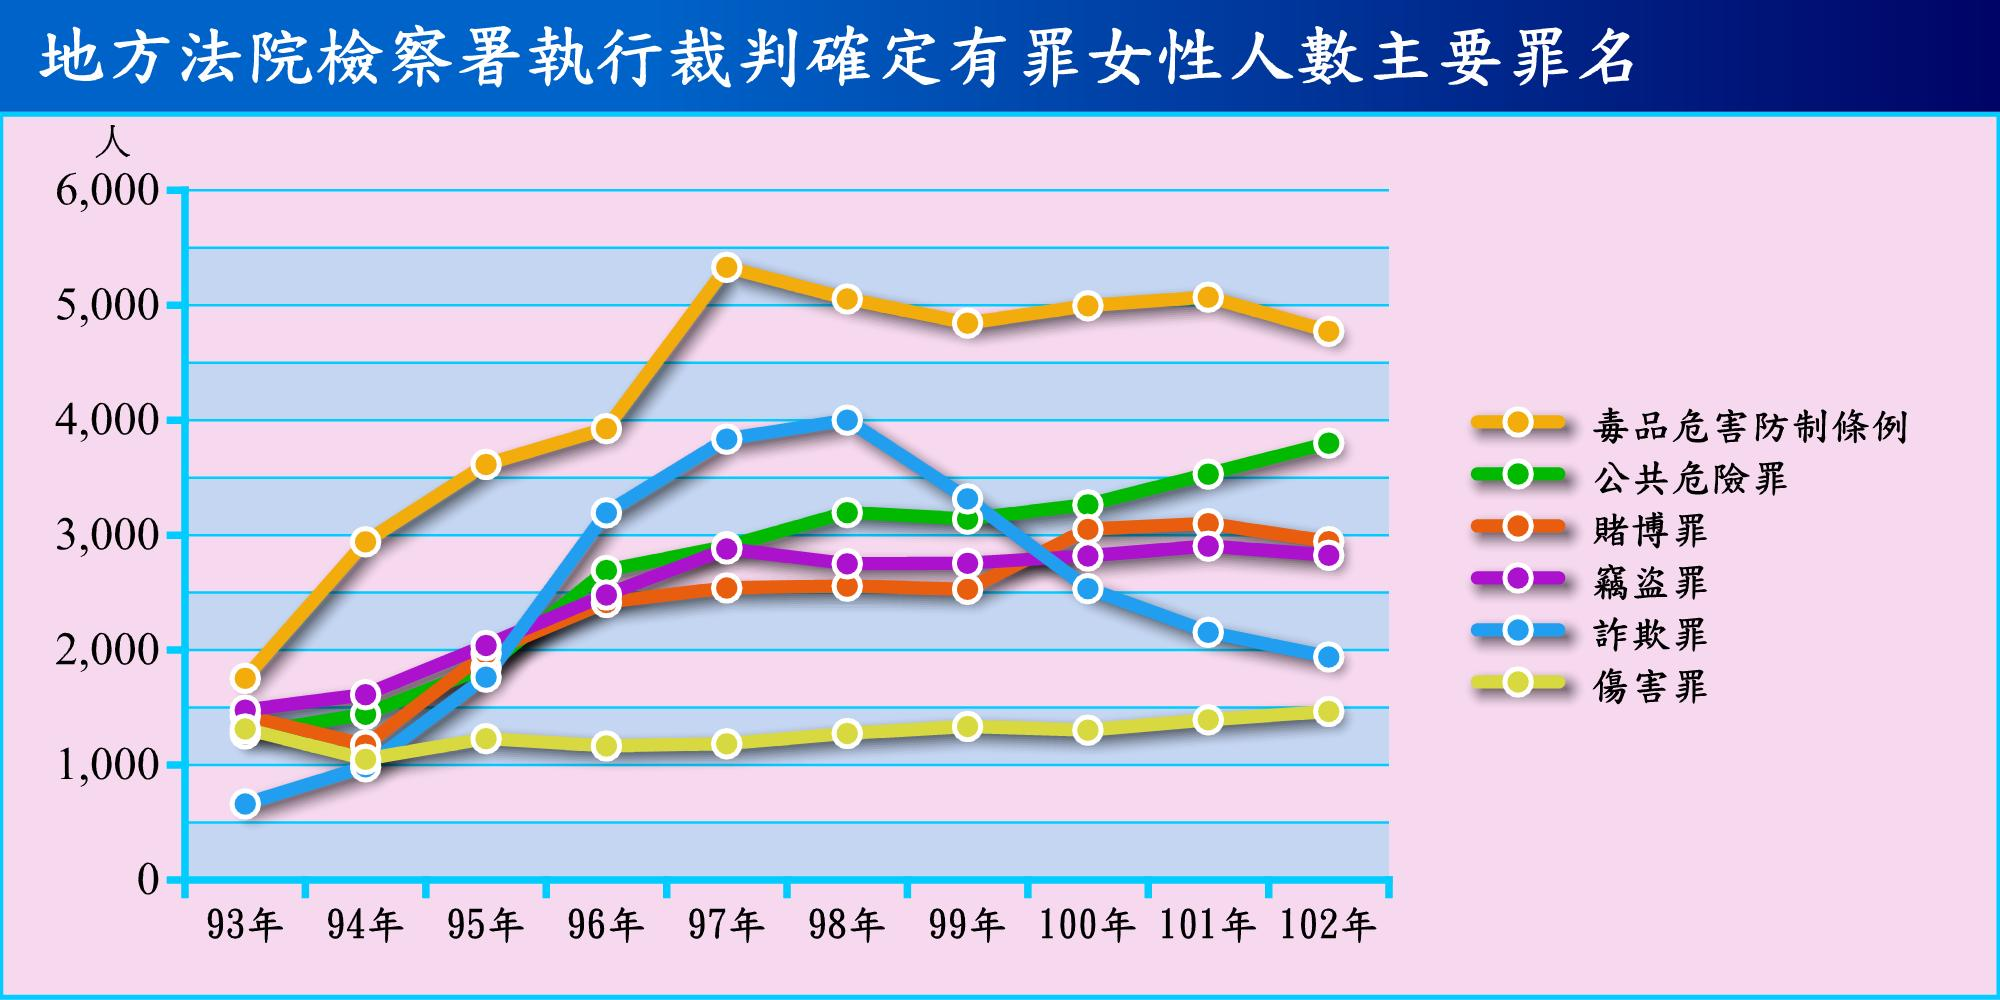 地方法院檢察署執行裁判確定有罪女性人數主要罪名
人
6,000
5,000
4,000
3,000
2,000
1,000
0
93年 94年 95年 96年 97年 98年 99年 100年 101年 102年
毒品危害防制條例
公共危險罪
賭博罪
竊盜罪
詐欺罪
傷害罪